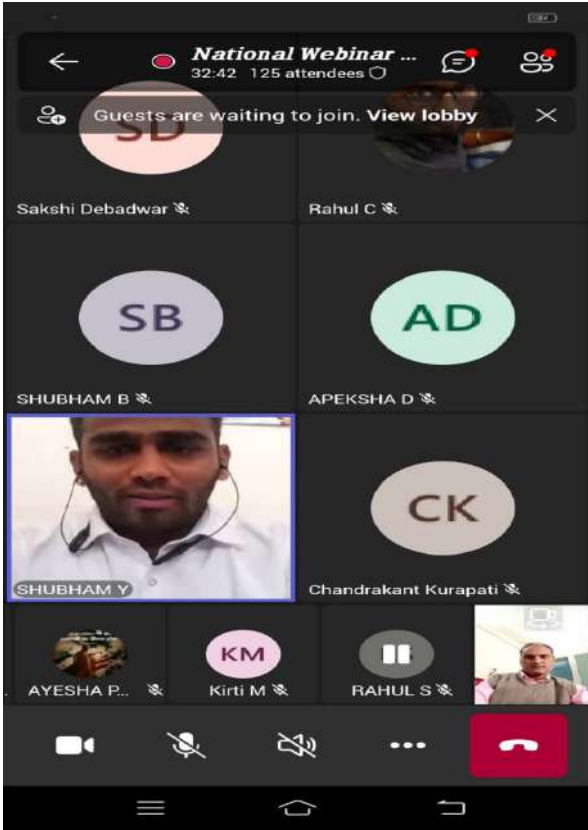 National Webinar ...
32:42 125 attendees
Guests are waiting to join. View lobby
SD
Sakshi Debadwar
Rahul C
SB
AD
SHUBHAM B
APEKSHA D
CK
SHUBHAM Y
Chandrakant Kurapati
KM
AYESHA P...
Kirti M
RAHUL S